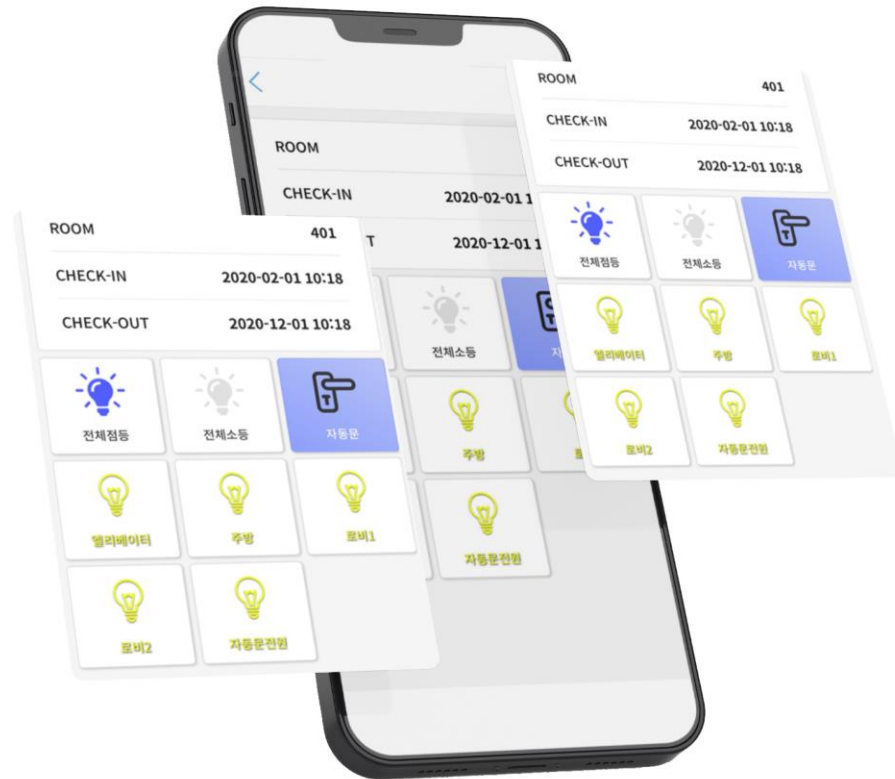 ROOM 401
CHECK-IN 2020-02-01 10:18
CHECK-OUT 2020-12-01 10:18
전체점등 전체소등 자동문
엘리베이터 주방 로비1
로비2 자동문전원
ROOM
CHECK-IN 2020-02-01 1
T 2020-12-01 1
전체소등 자
주방
자동문전원
ROOM 401
CHECK-IN 2020-02-01 10:18
CHECK-OUT 2020-12-01 10:18
전체점등 전체소등 자동문
엘리베이터 주방 로비1
로비2 자동문전원